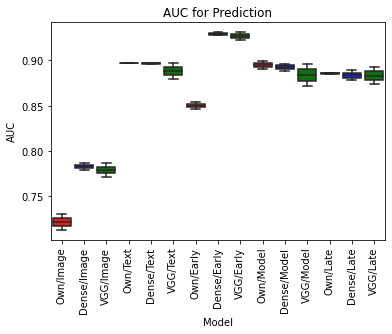 AUC for Prediction
AUC
0.90
0.85
0.80
0.75
Own/Image
Dense/Image
VGG/Image
Own/Text
Dense/Text
VGG/Text
Own/Early
Dense/Early
VGG/Early
Own/Model
Dense/Model
VGG/Model
Own/Late
Dense/Late
VGG/Late
Model